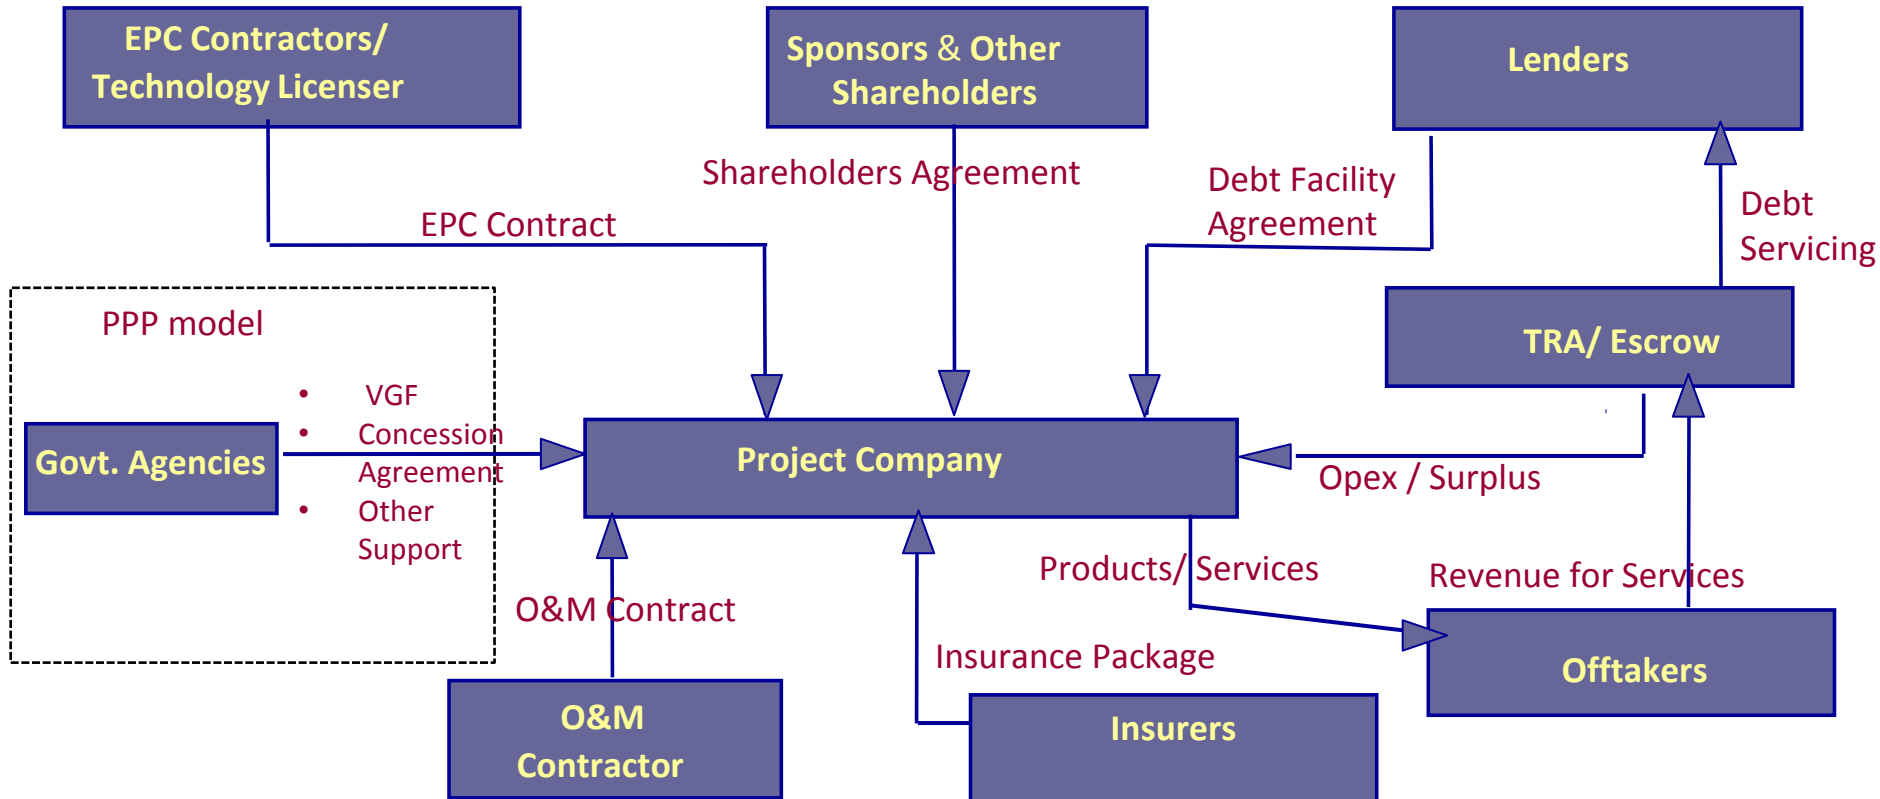 EPC Contractors/
Technology Licenser
Sponsors & Other
Shareholders
Lenders
Shareholders Agreement
Debt Facility
Agreement
EPC Contract
Debt
Servicing
PPP model
TRA/ Escrow
• VGF
• Concession
Agreement
• Other
Support
Govt. Agencies
Project Company
Opex / Surplus
Products/ Services
Revenue for Services
O&M Contract
Insurance Package
Offtakers
O&M
Contractor
Insurers